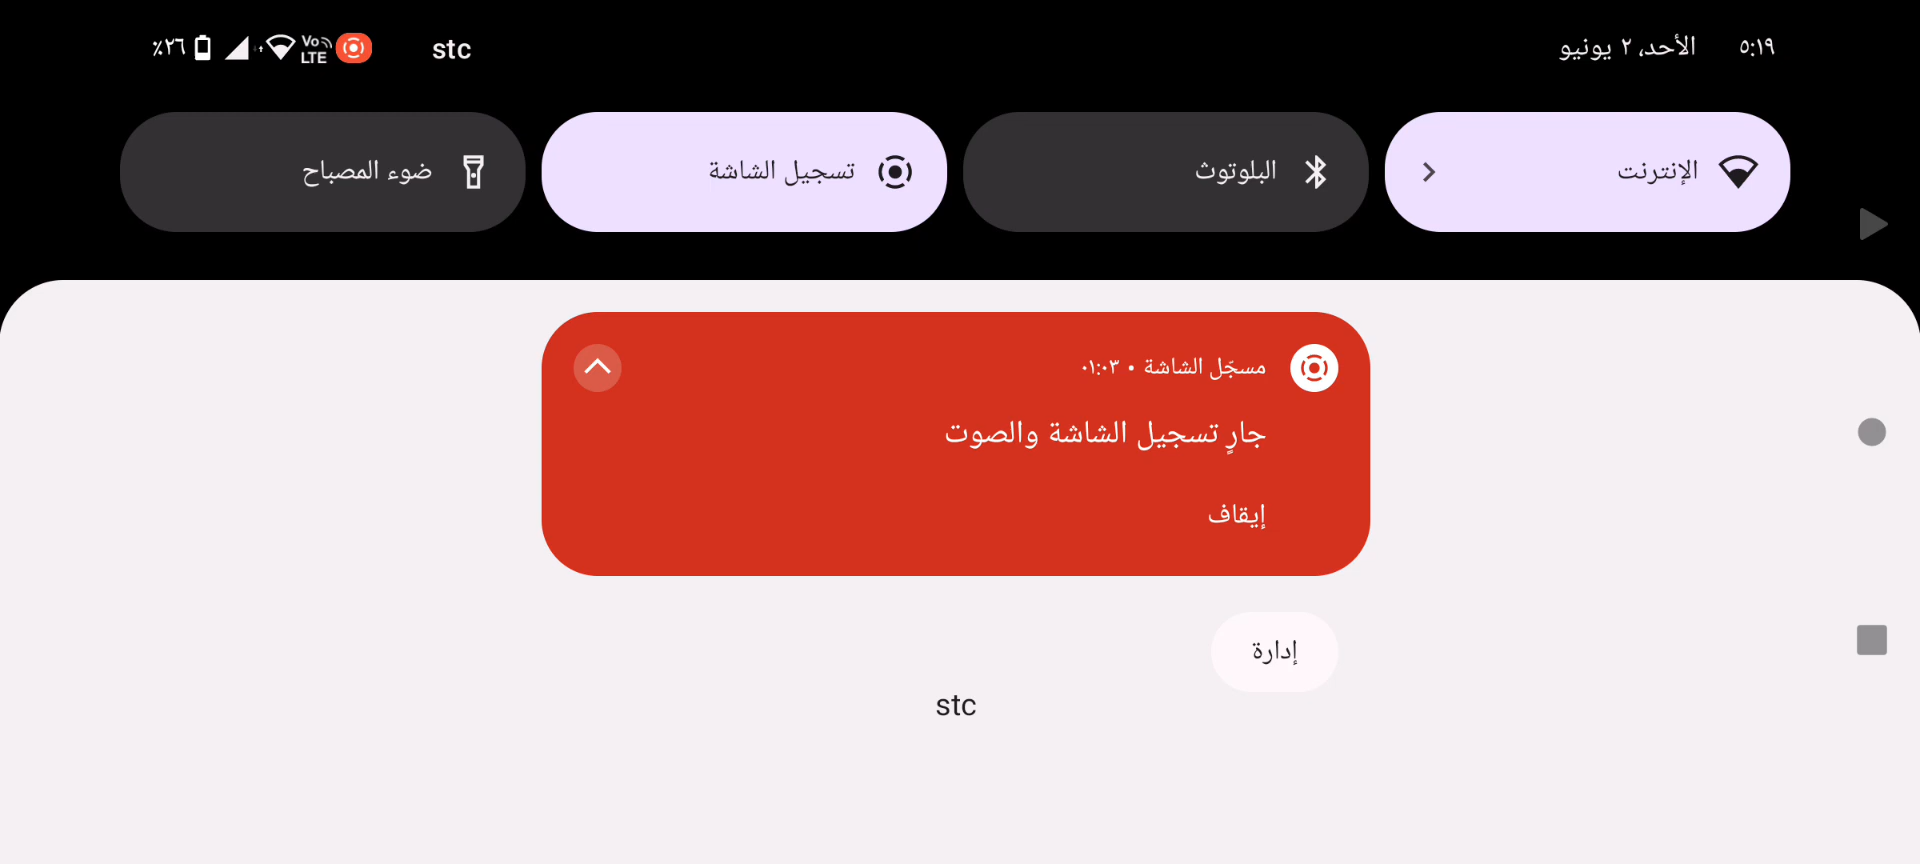 ٥:١٩ الأحد، ٢ يونيو stc Vo LTE ٢٦٪
الإنترنت
البلوتوث
تسجيل الشاشة
ضوء المصباح
مسجّل الشاشة • ٠١:٠٣
جارٍ تسجيل الشاشة والصوت
إيقاف
إدارة
stc